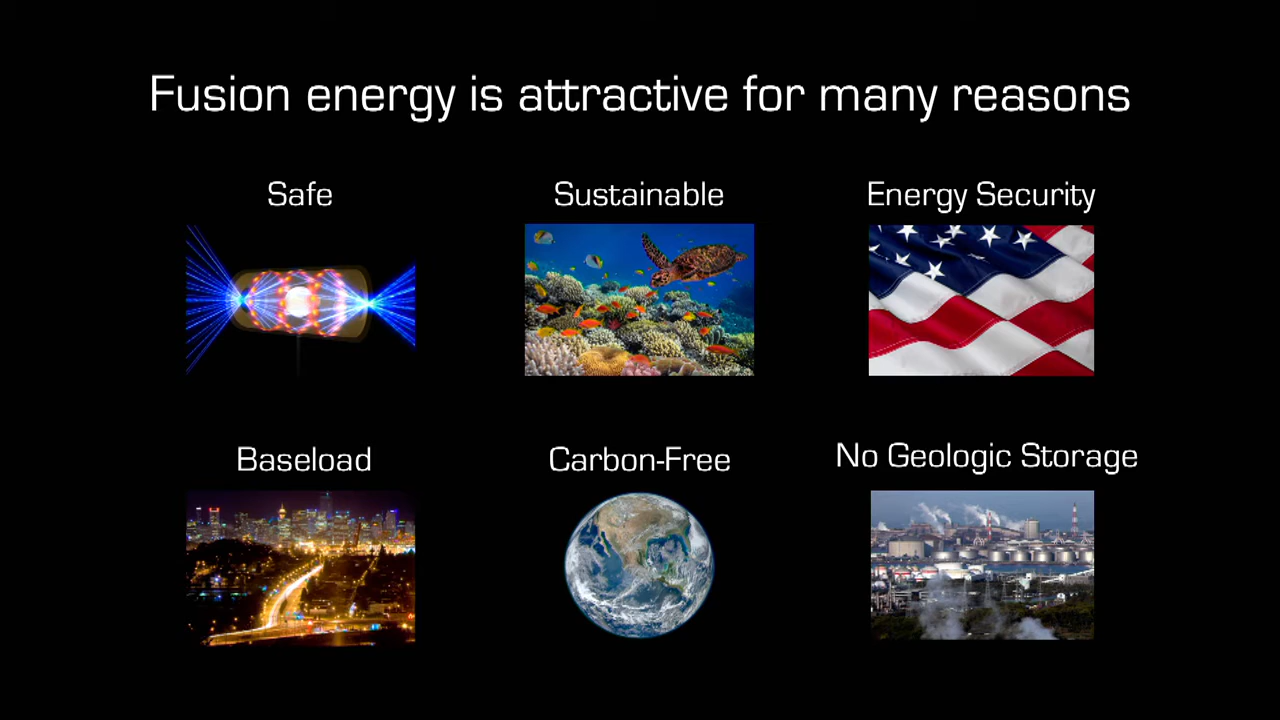 Fusion energy is attractive for many reasons
Safe
Sustainable
Energy Security
Baseload
Carbon-Free
No Geologic Storage